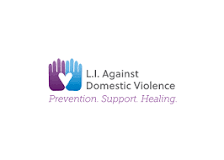 L.I. Against
Domestic Violence
Prevention. Support. Healing.